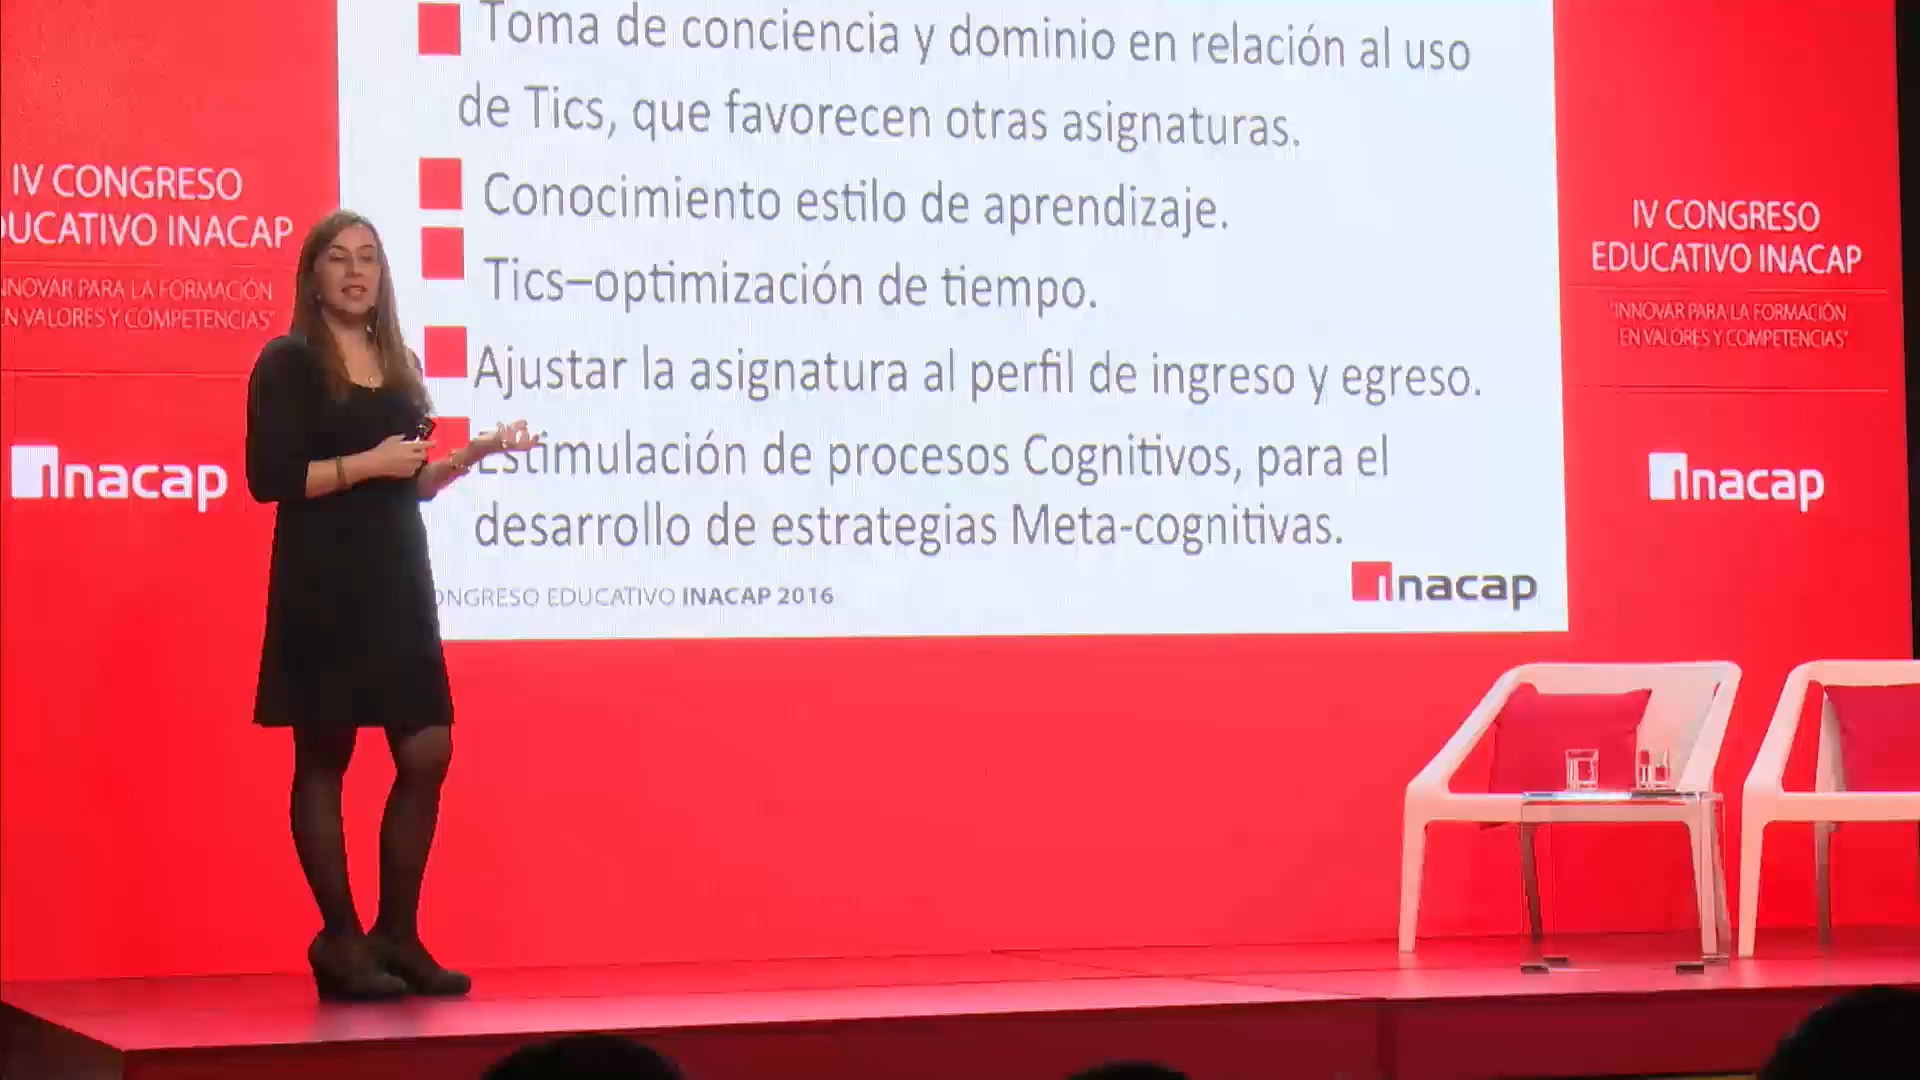 Toma de conciencia y dominio en relación al uso
de Tics, que favorecen otras asignaturas.
Conocimiento estilo de aprendizaje.
Tics–optimización de tiempo.
Ajustar la asignatura al perfil de ingreso y egreso.
Estimulación de procesos Cognitivos, para el
desarrollo de estrategias Meta-cognitivas.
ONGRESO EDUCATIVO INACAP 2016
inacap
IV CONGRESO
DUCATIVO INACAP
NNOVAR PARA LA FORMACIÓN
EN VALORES Y COMPETENCIAS"
inacap
IV CONGRESO
EDUCATIVO INACAP
"INNOVAR PARA LA FORMACIÓN
EN VALORES Y COMPETENCIAS"
inacap